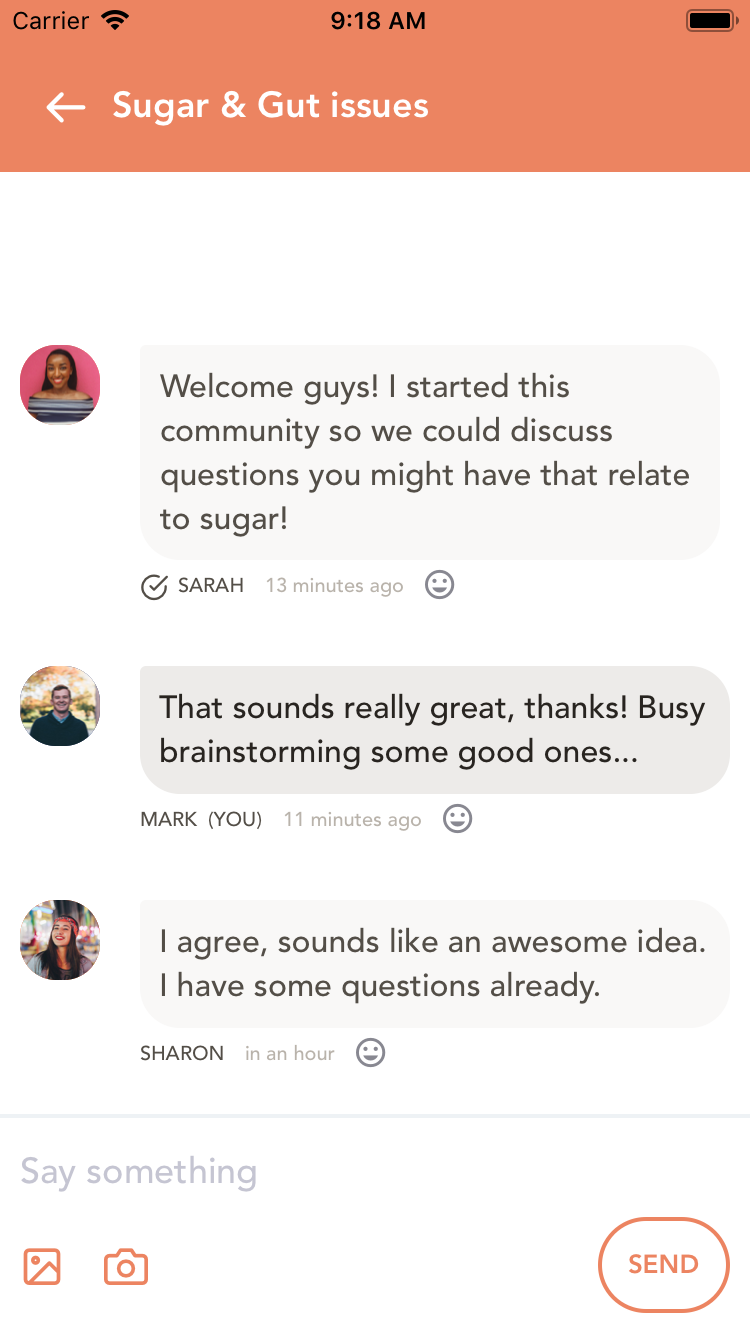 Carrier 9:18 AM
Sugar & Gut issues
Welcome guys! I started this
community so we could discuss
questions you might have that relate
to sugar!
SARAH 13 minutes ago
That sounds really great, thanks! Busy
brainstorming some good ones...
MARK (YOU) 11 minutes ago
I agree, sounds like an awesome idea.
I have some questions already.
SHARON in an hour
Say something
SEND